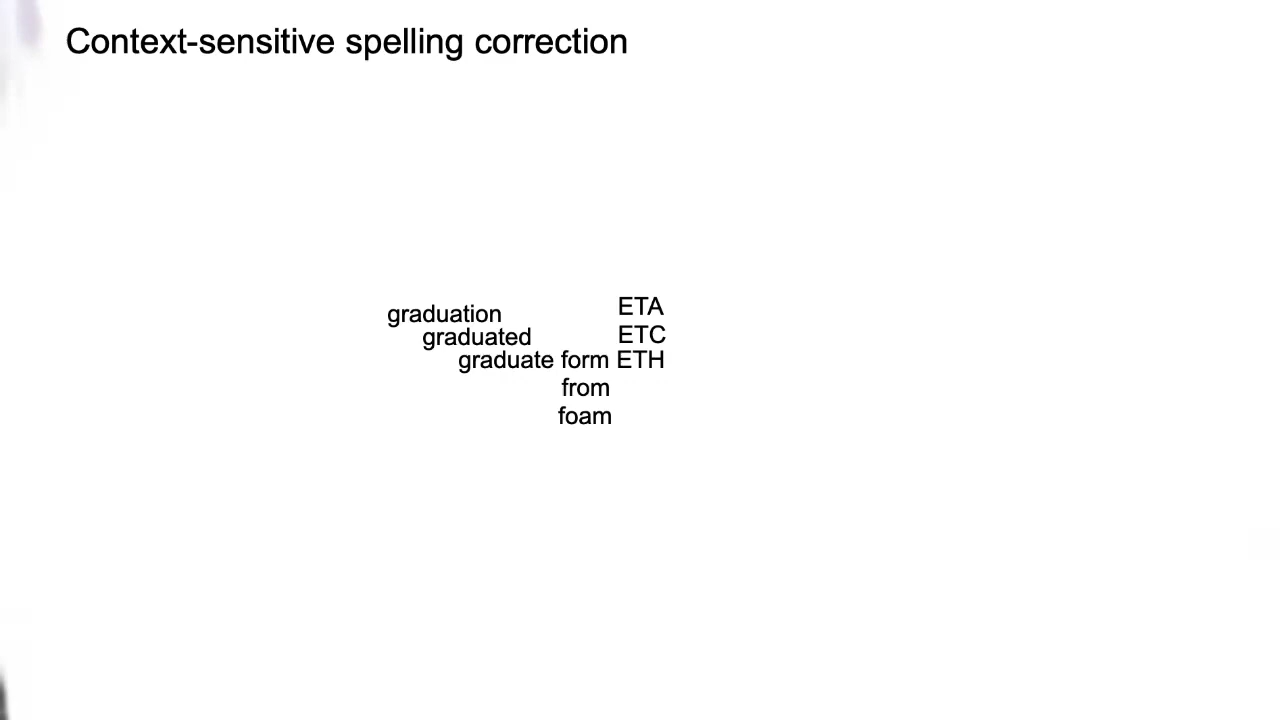 Context-sensitive spelling correction
ETA
graduation
ETC
graduated
graduate form ETH
from
foam